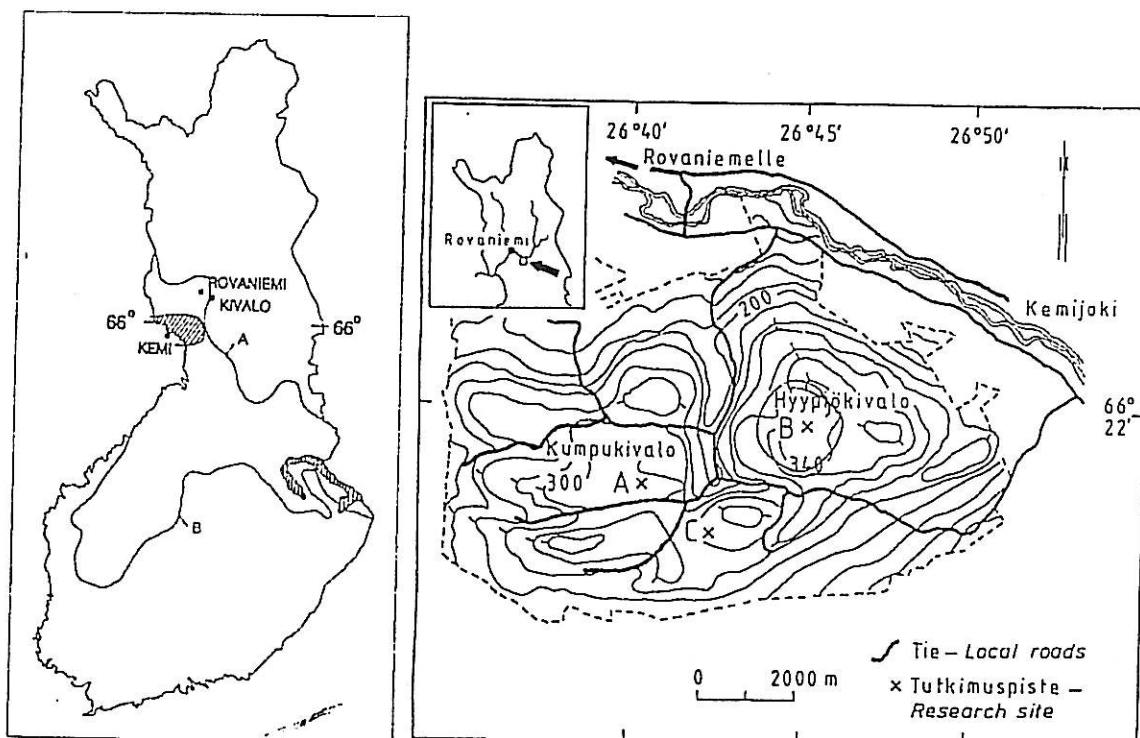 ROVANIEMI
KIVALO
66°
66°
KEMI
A
B
26°40'
26°45'
26°50'
Rovaniemelle
Rovaniemi
200
Kemijoki
Hyypiökivalo
66°
22'
B×
340
Kumpukivalo
300
A×
C×
Tie – Local roads
0 2000 m
× Tutkimuspiste –
Research site